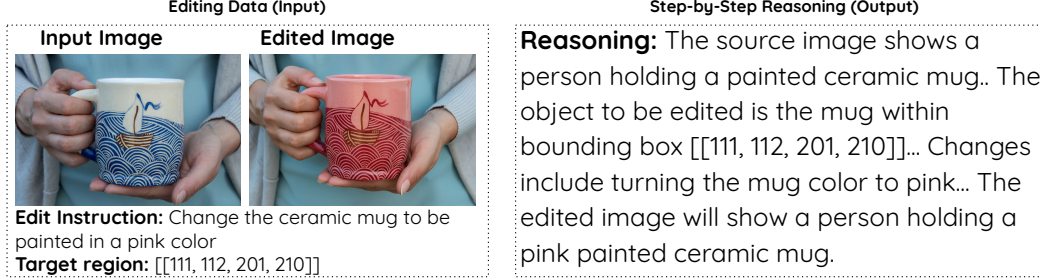 Editing Data (Input)
Input Image
Edited Image
Edit Instruction: Change the ceramic mug to be
painted in a pink color
Target region: [[111, 112, 201, 210]]
Step-by-Step Reasoning (Output)
Reasoning: The source image shows a
person holding a painted ceramic mug.. The
object to be edited is the mug within
bounding box [[111, 112, 201, 210]]... Changes
include turning the mug color to pink... The
edited image will show a person holding a
pink painted ceramic mug.